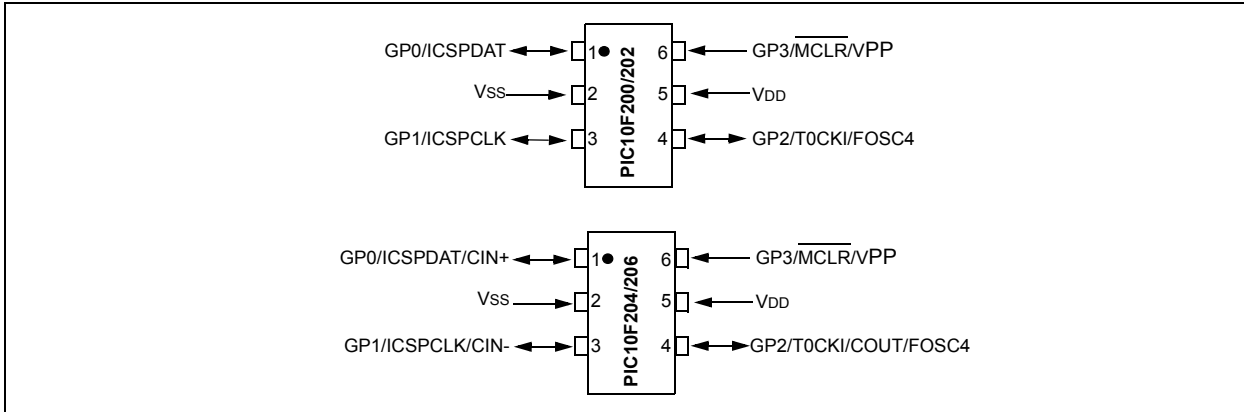 GP0/ICSPDAT 1 6 GP3/MCLR/VPP
VSS 2 5 VDD
GP1/ICSPCLK 3 4 GP2/T0CKI/FOSC4
PIC10F200/202
GP0/ICSPDAT/CIN+ 1 6 GP3/MCLR/VPP
VSS 2 5 VDD
GP1/ICSPCLK/CIN- 3 4 GP2/T0CKI/COUT/FOSC4
PIC10F204/206